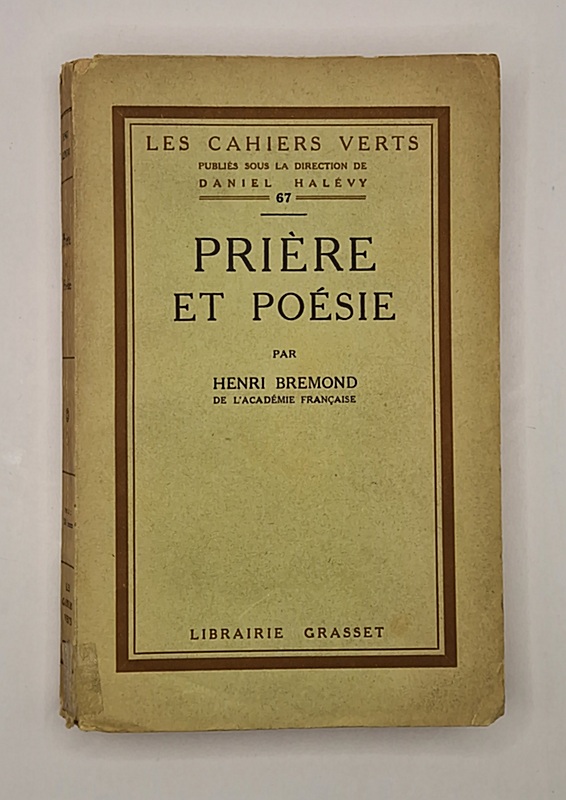 LES CAHIERS VERTS
PUBLIÉS SOUS LA DIRECTION DE
DANIEL HALÉVY
67
PRIÈRE
ET POÉSIE
PAR
HENRI BREMOND
DE L'ACADÉMIE FRANÇAISE
LIBRAIRIE GRASSET